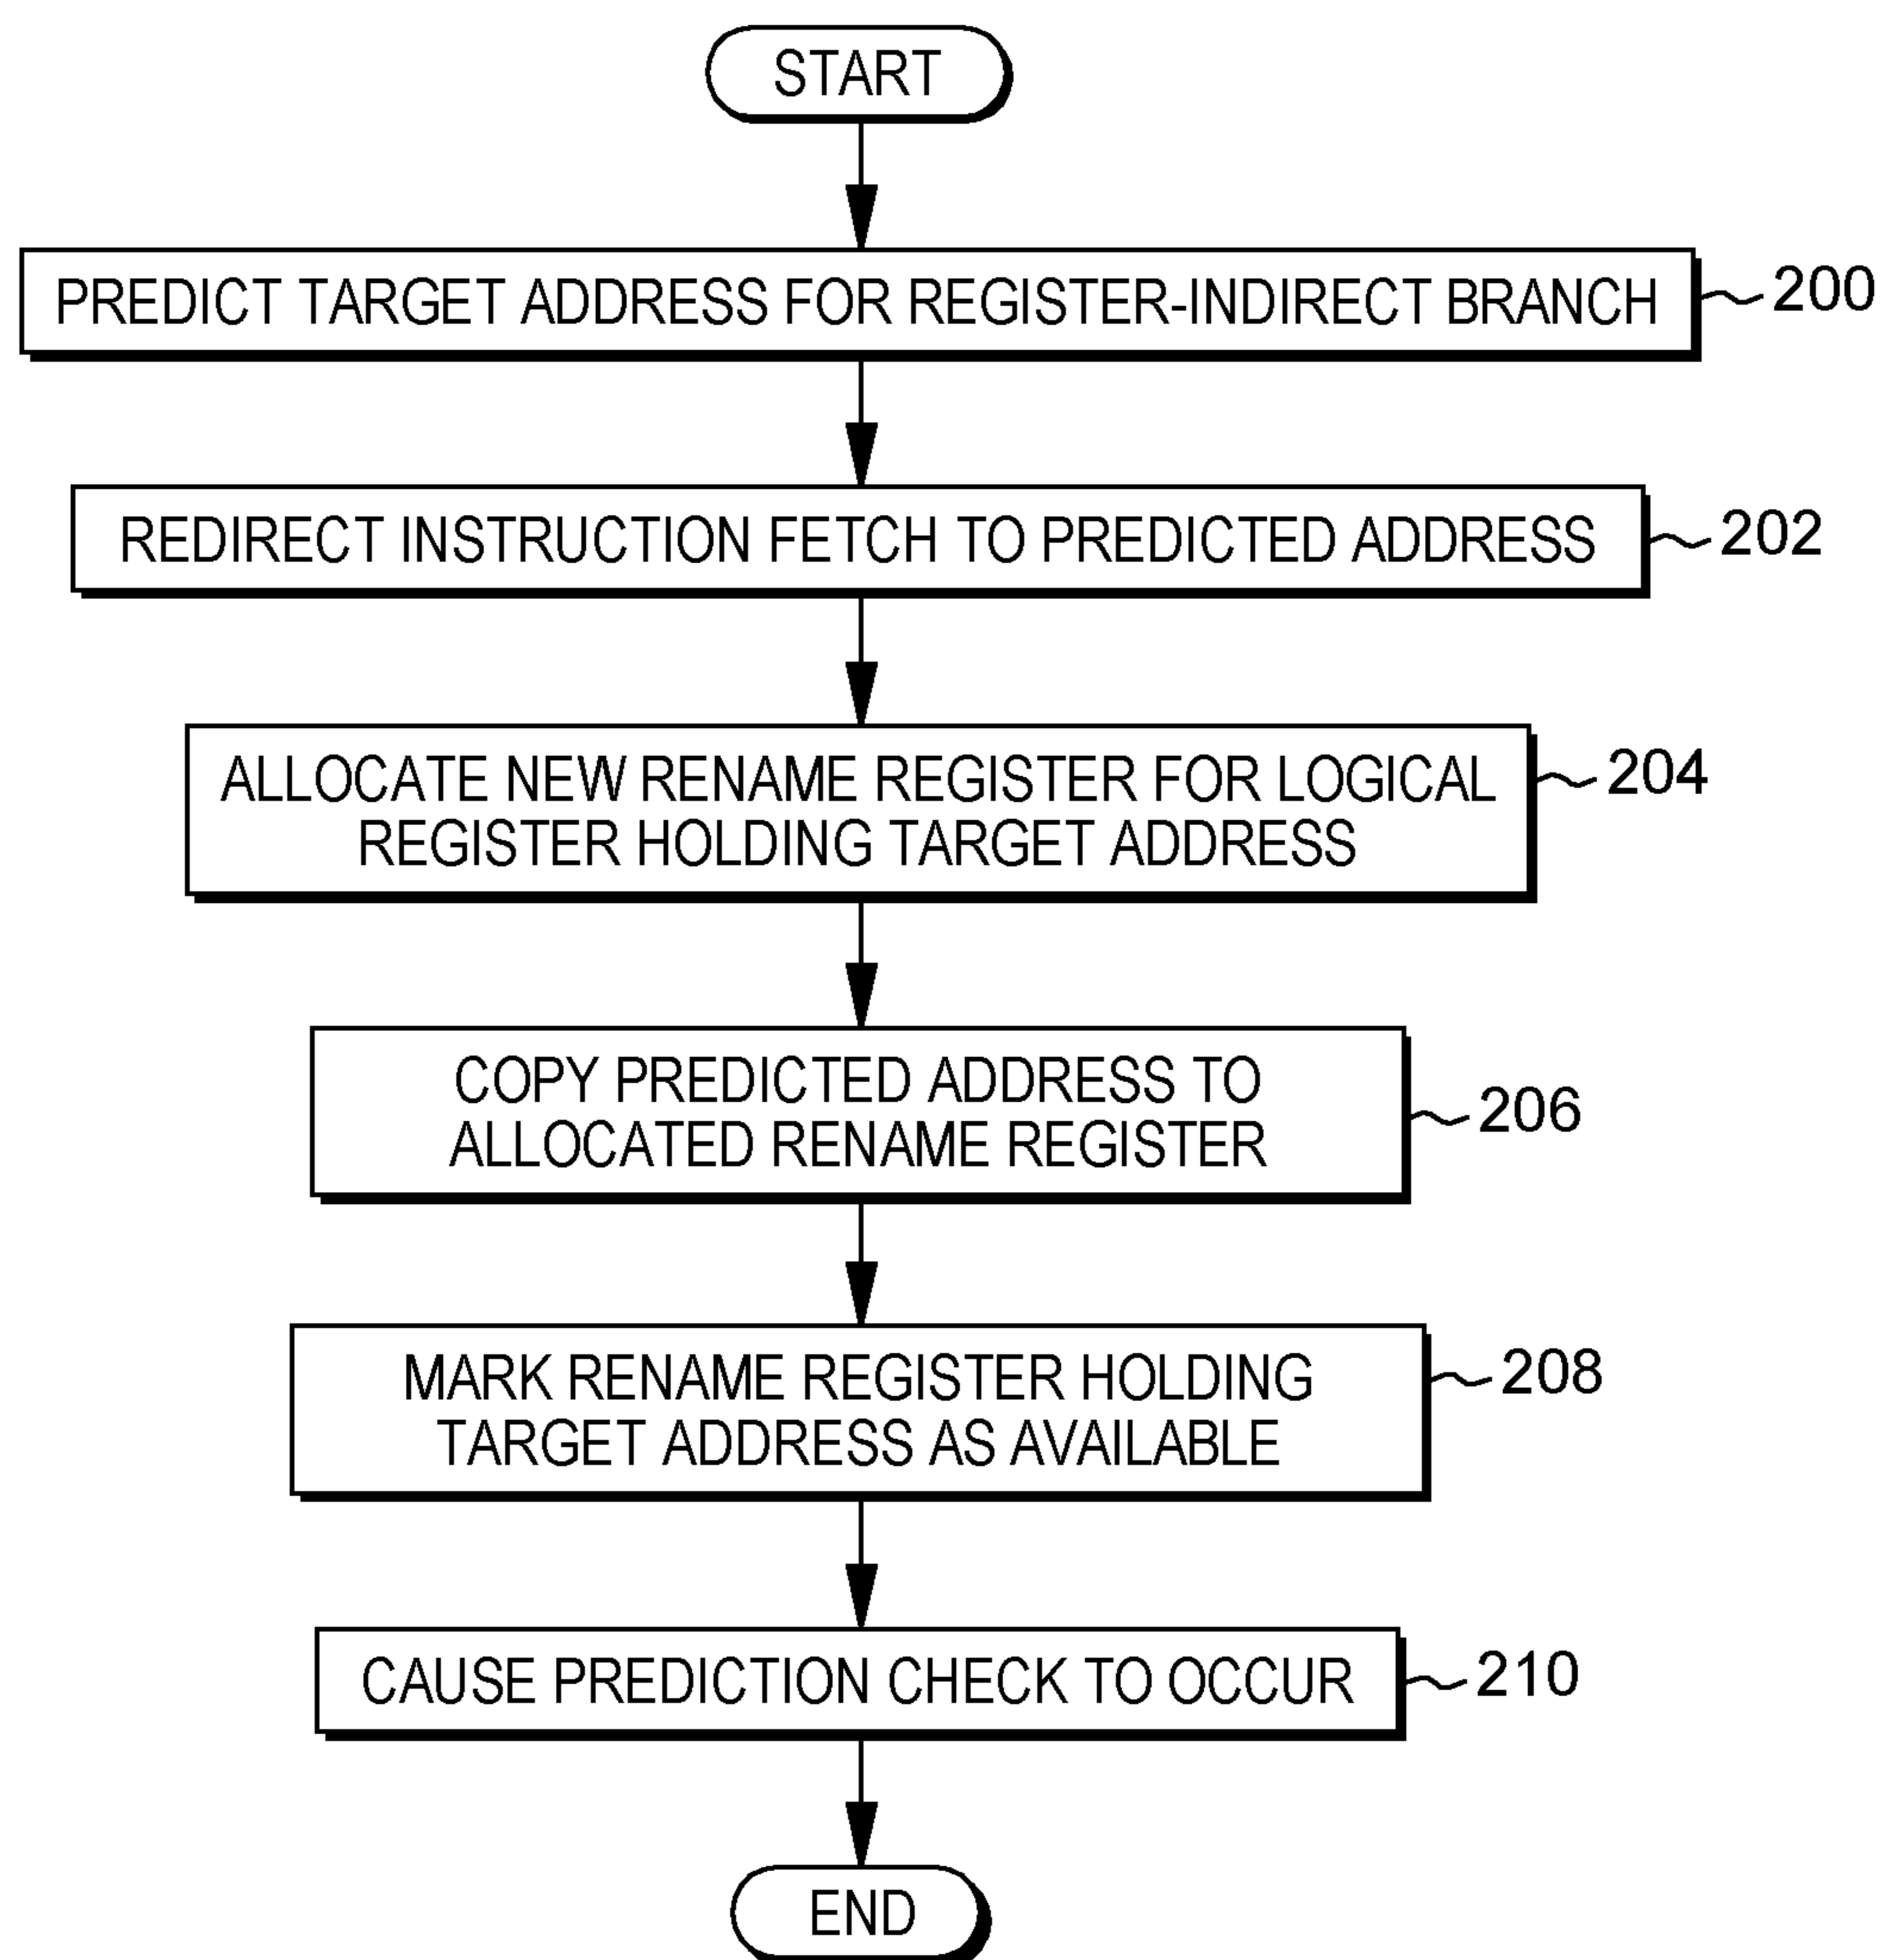 START
PREDICT TARGET ADDRESS FOR REGISTER-INDIRECT BRANCH
200
REDIRECT INSTRUCTION FETCH TO PREDICTED ADDRESS
202
ALLOCATE NEW RENAME REGISTER FOR LOGICAL
REGISTER HOLDING TARGET ADDRESS
204
COPY PREDICTED ADDRESS TO
ALLOCATED RENAME REGISTER
206
MARK RENAME REGISTER HOLDING
TARGET ADDRESS AS AVAILABLE
208
CAUSE PREDICTION CHECK TO OCCUR
210
END